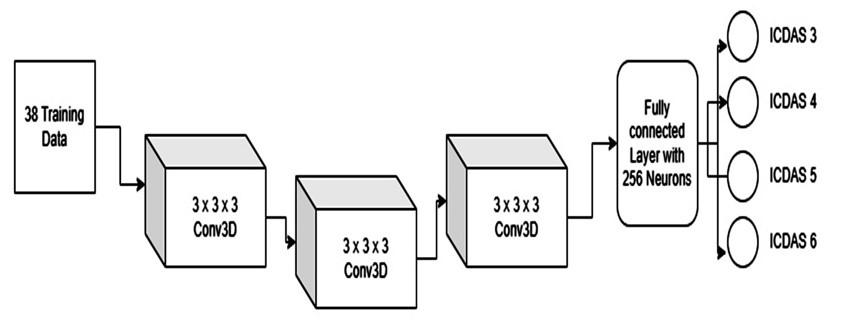 38 Training
Data
3 x 3 x 3
Conv3D
3 x 3 x 3
Conv3D
3 x 3 x 3
Conv3D
Fully
connected
Layer with
256 Neurons
ICDAS 3
ICDAS 4
ICDAS 5
ICDAS 6